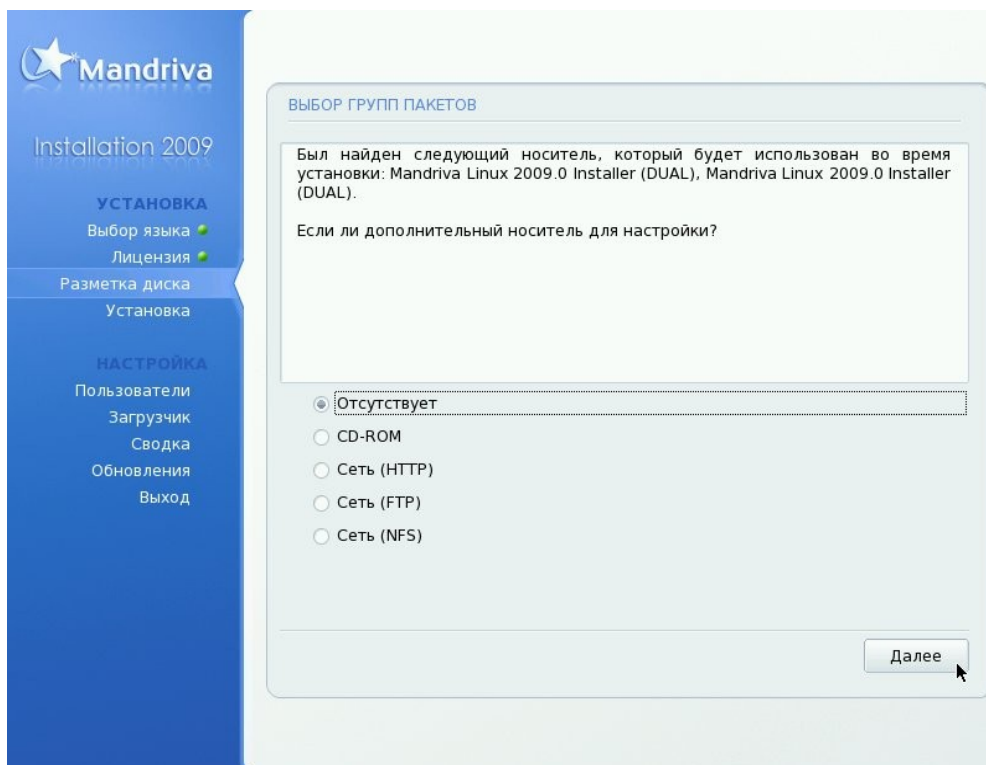 Mandriva
Installation 2009
УСТАНОВКА
Выбор языка
Лицензия
Разметка диска
Установка
НАСТРОЙКА
Пользователи
Загрузчик
Сводка
Обновления
Выход
ВЫБОР ГРУПП ПАКЕТОВ
Был найден следующий носитель, который будет использован во время
установки: Mandriva Linux 2009.0 Installer (DUAL), Mandriva Linux 2009.0 Installer
(DUAL).
Если ли дополнительный носитель для настройки?
Отсутствует
CD-ROM
Сеть (HTTP)
Сеть (FTP)
Сеть (NFS)
Далее